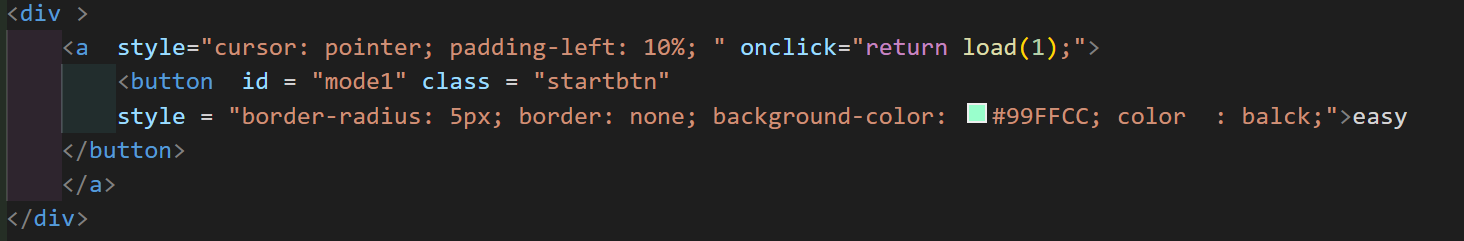 <div >
<a  style="cursor: pointer; padding-left: 10%; " onclick="return load(1);">
<button  id = "mode1" class = "startbtn"
style = "border-radius: 5px; border: none; background-color: #99FFCC; color  : balck;">easy
</button>
</a>
</div>